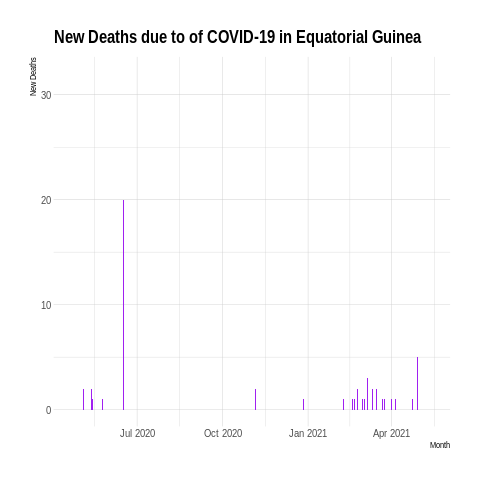 New Deaths due to of COVID-19 in Equatorial Guinea
New Deaths
30
20
10
0
Jul 2020 Oct 2020 Jan 2021 Apr 2021
Month